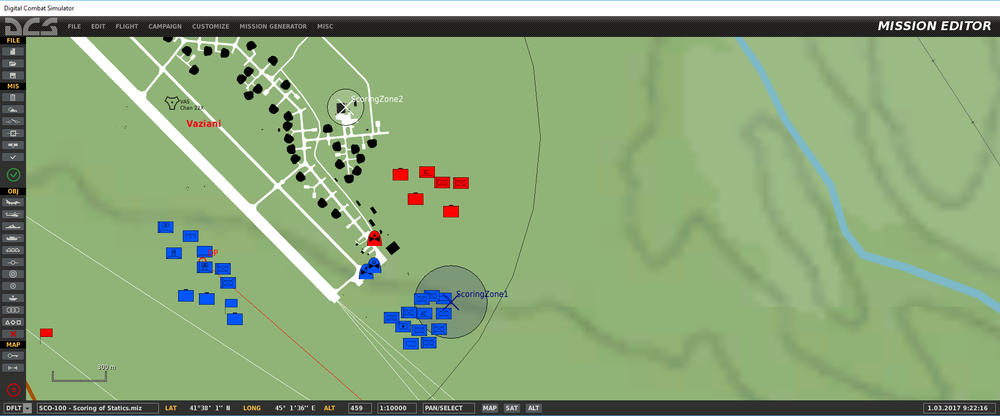 Digital Combat Simulator
DCS FILE EDIT FLIGHT CAMPAIGN CUSTOMIZE MISSION GENERATOR MISC MISSION EDITOR
FILE
MIS
OBJ
MAP
VAS
Chan 22X
Vaziani
ScoringZone2
A
V
OP
U
ScoringZone1
300 m
DFLT SCO-100 - Scoring of Statics.miz LAT 41°38' 1'' N LONG 45° 1'36'' E ALT 459 1:10000 PAN/SELECT MAP SAT ALT 1.03.2017 9:22:16